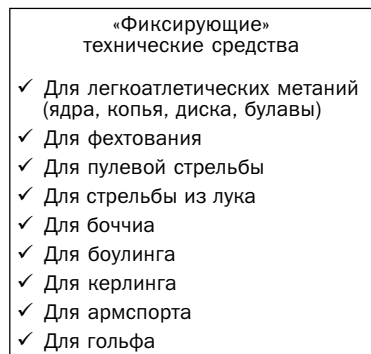 «Фиксирующие»
технические средства
✓ Для легкоатлетических метаний
(ядра, копья, диска, булавы)
✓ Для фехтования
✓ Для пулевой стрельбы
✓ Для стрельбы из лука
✓ Для боччиа
✓ Для боулинга
✓ Для керлинга
✓ Для армспорта
✓ Для гольфа